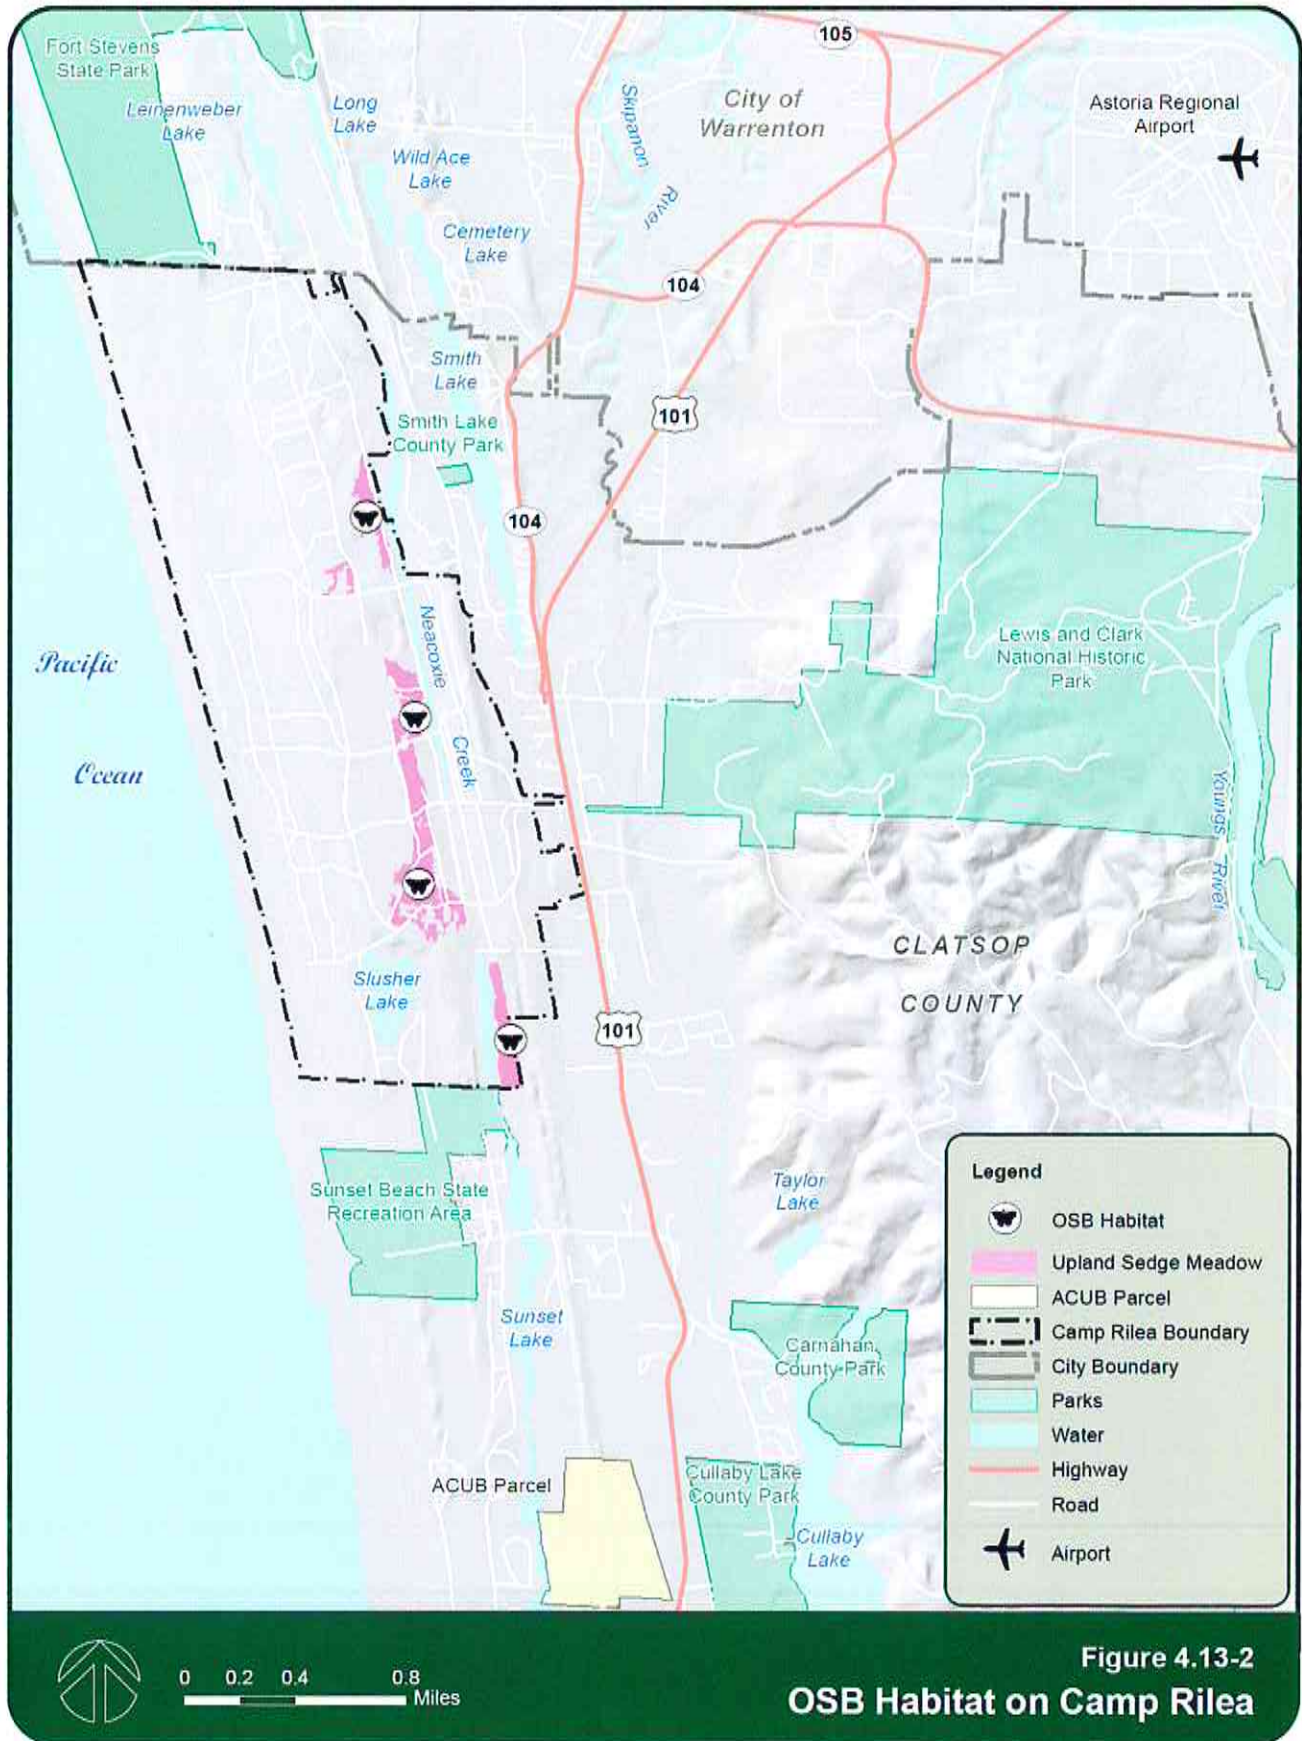 Fort Stevens
State Park
Leinenweber
Lake
Long
Lake
Wild Ace
Lake
Cemetery
Lake
Skipanon
River
City of
Warrenton
105
Astoria Regional
Airport
104
101
Smith
Lake
Smith Lake
County Park
104
Neacoxie
Creek
Lewis and Clark
National Historic
Park
Pacific
Ocean
Youngs River
CLATSOP
COUNTY
Slusher
Lake
101
Sunset Beach State
Recreation Area
Taylor
Lake
Sunset
Lake
Carnahan
County Park
ACUB Parcel
Cullaby Lake
County Park
Cullaby
Lake
Legend
OSB Habitat
Upland Sedge Meadow
ACUB Parcel
Camp Rilea Boundary
City Boundary
Parks
Water
Highway
Road
Airport
0 0.2 0.4 0.8
Miles
Figure 4.13-2
OSB Habitat on Camp Rilea